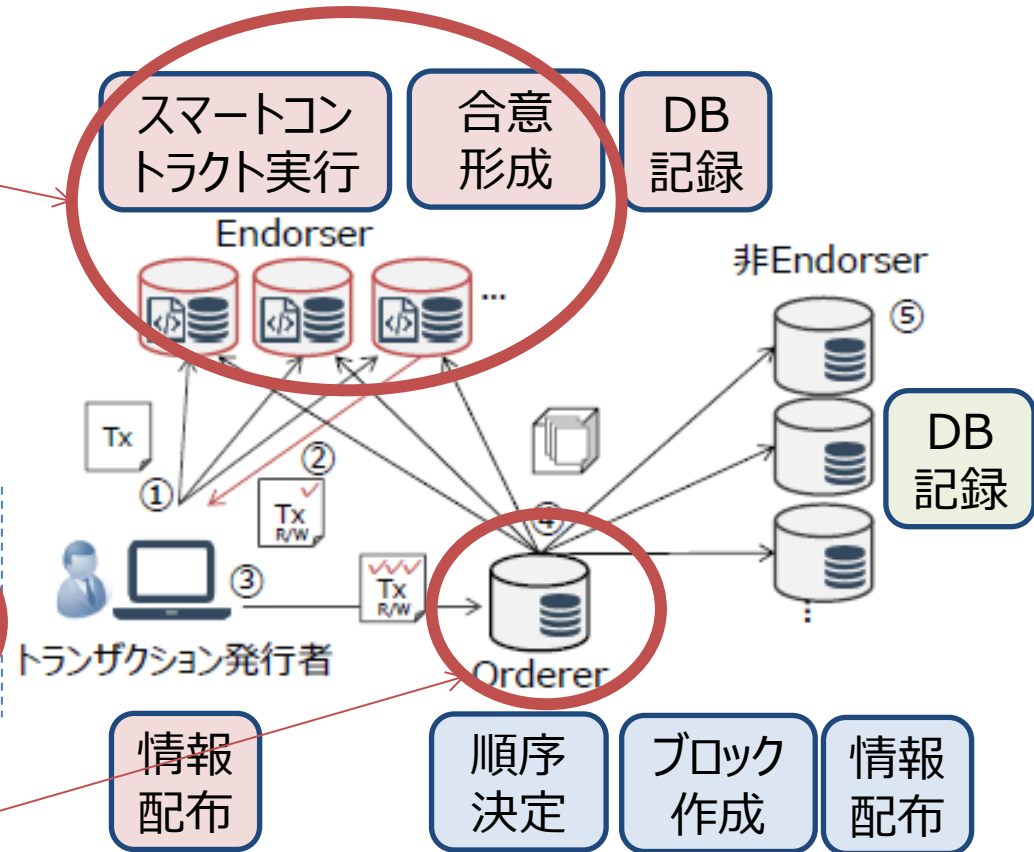 スマートコン
トラクト実行
合意
形成
DB
記録
Endorser
非Endorser
...
⑤
Tx
①
②
Tx
R/W
④
DB
記録
③
Tx
R/W
トランザクション発行者
Orderer
情報
配布
順序
決定
ブロック
作成
情報
配布